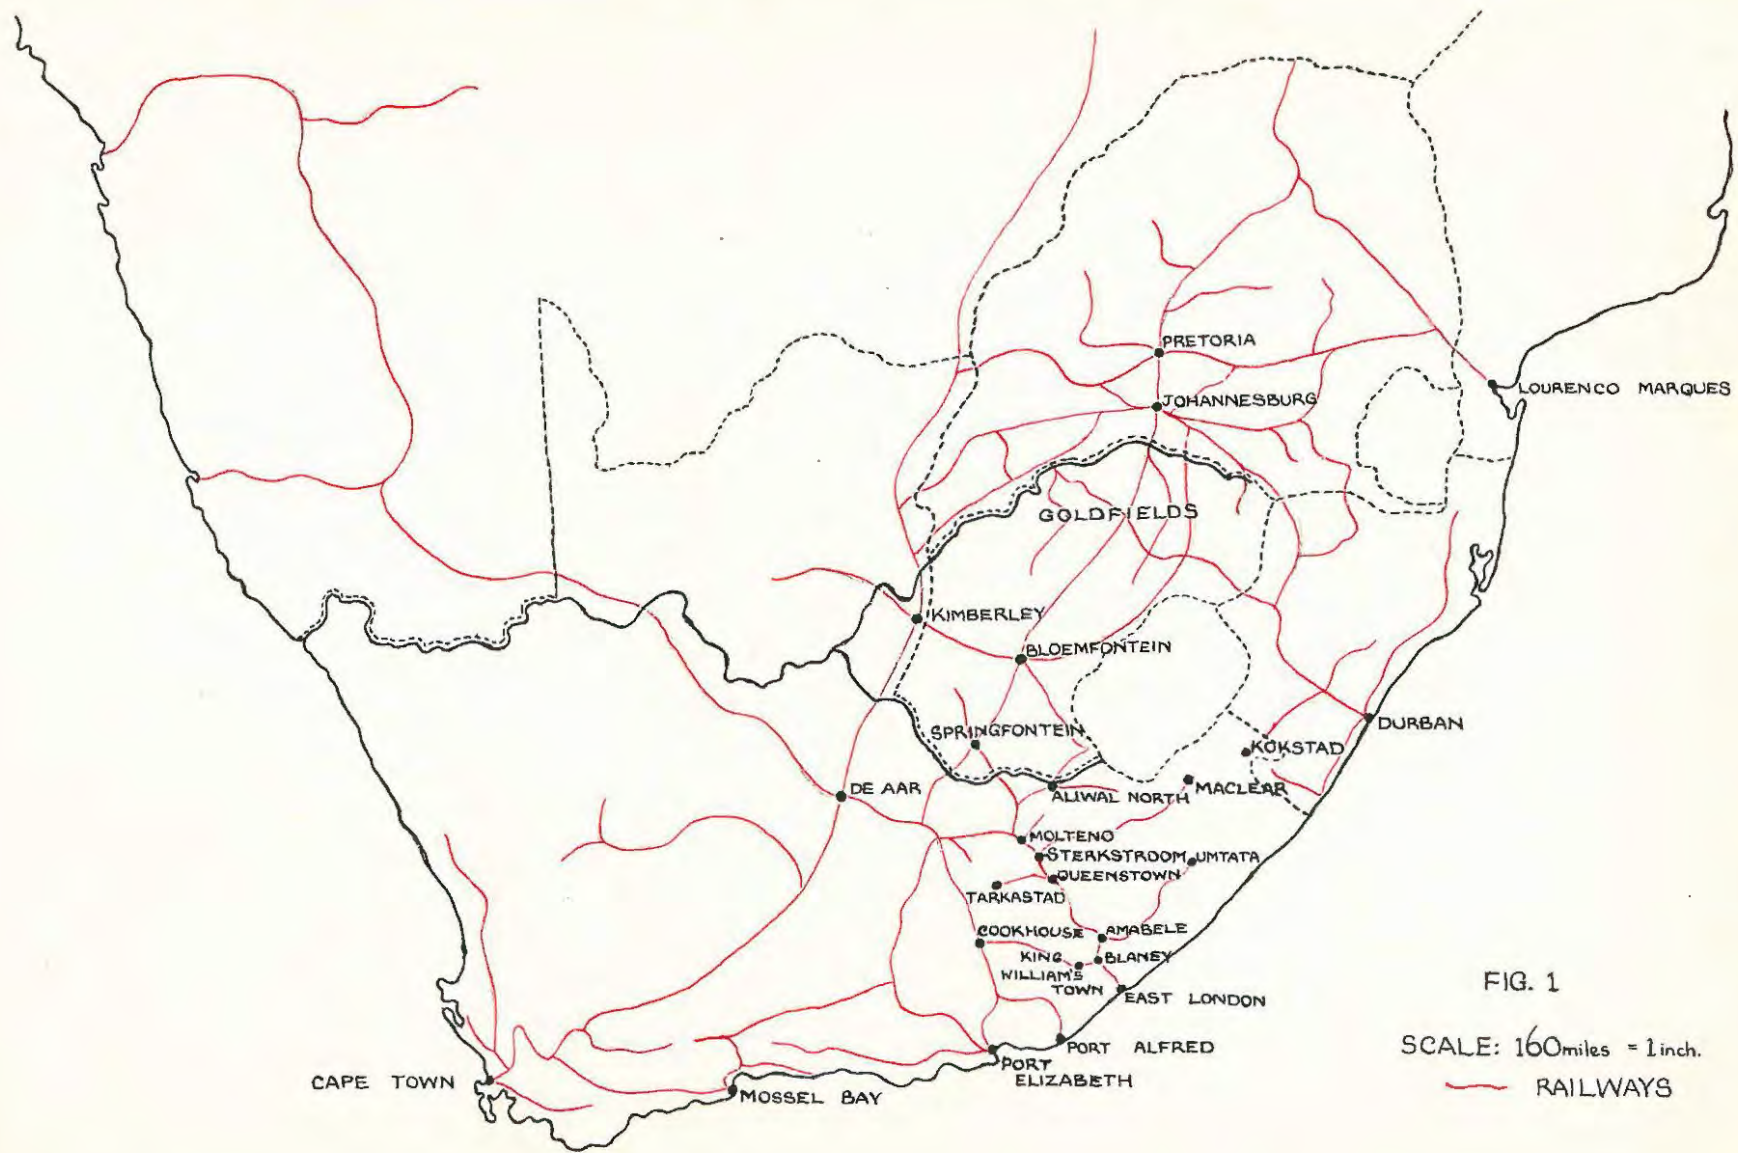 PRETORIA
LOURENCO MARQUES
JOHANNESBURG
GOLDFIELDS
KIMBERLEY
BLOEMFONTEIN
DURBAN
SPRINGFONTEIN
KOKSTAD
DE AAR
ALIWAL NORTH
MACLEAR
MOLTENO
STERKSTROOM
UMTATA
QUEENSTOWN
TARKASTAD
COOKHOUSE
AMABELE
KING
WILLIAM'S
TOWN
BLANEY
EAST LONDON
PORT ALFRED
PORT
ELIZABETH
CAPE TOWN
MOSSEL BAY
FIG. 1
SCALE: 160miles = 1inch.
RAILWAYS